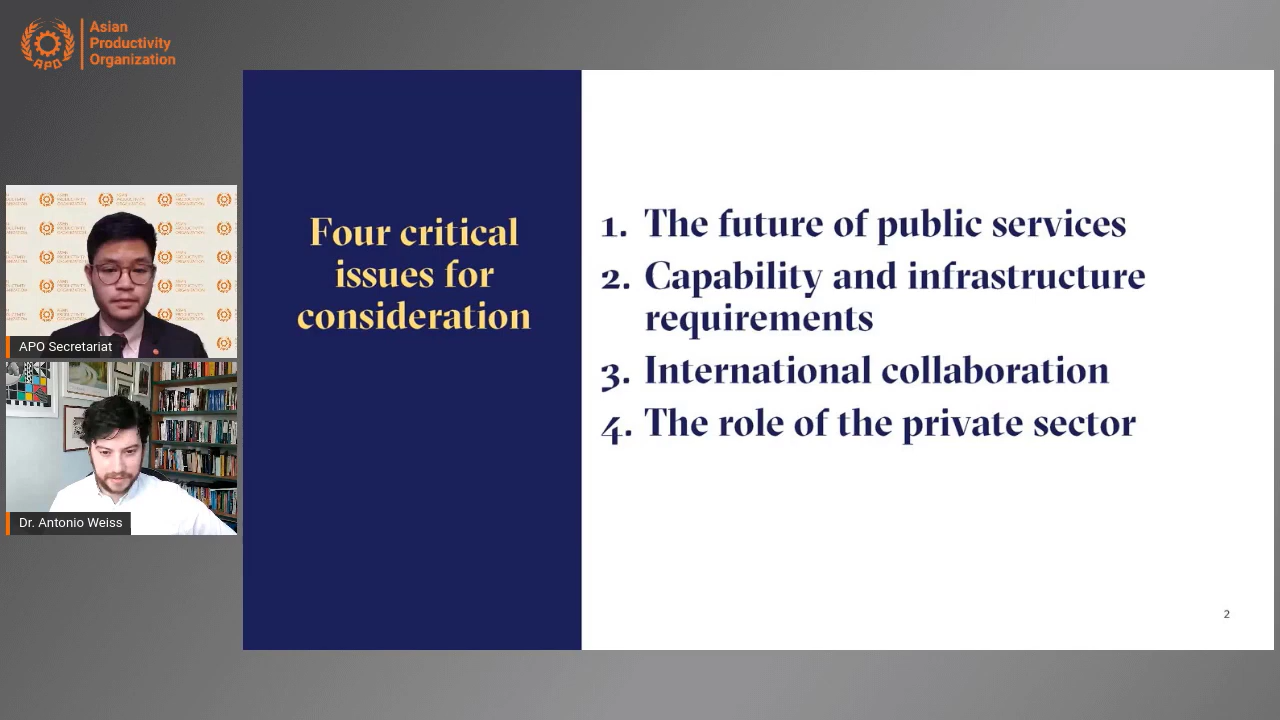 Asian
Productivity
Organization
APO
APO Secretariat
Dr. Antonio Weiss
Four critical
issues for
consideration
1. The future of public services
2. Capability and infrastructure
requirements
3. International collaboration
4. The role of the private sector
2